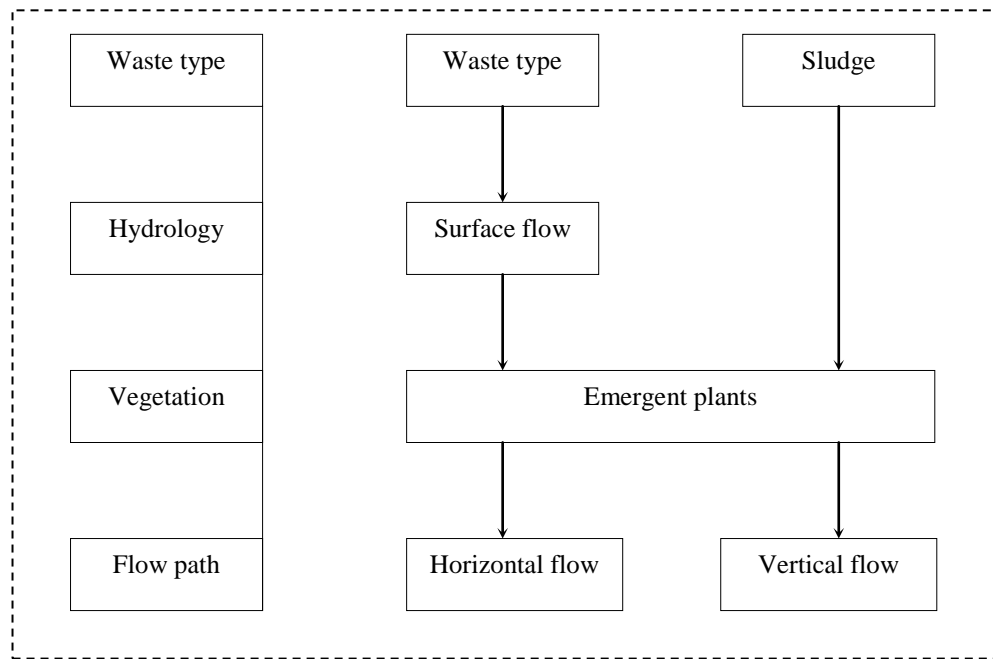 Waste type
Waste type
Sludge
Hydrology
Surface flow
Vegetation
Emergent plants
Flow path
Horizontal flow
Vertical flow